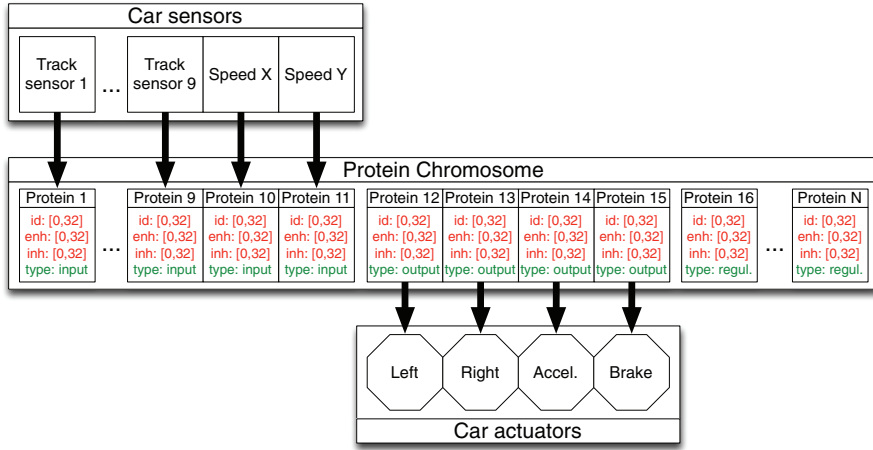 Car sensors
Track sensor 1
...
Track sensor 9
Speed X
Speed Y
Protein Chromosome
Protein 1
id: [0,32]
enh: [0,32]
inh: [0,32]
type: input
...
Protein 9
id: [0,32]
enh: [0,32]
inh: [0,32]
type: input
Protein 10
id: [0,32]
enh: [0,32]
inh: [0,32]
type: input
Protein 11
id: [0,32]
enh: [0,32]
inh: [0,32]
type: input
Protein 12
id: [0,32]
enh: [0,32]
inh: [0,32]
type: output
Protein 13
id: [0,32]
enh: [0,32]
inh: [0,32]
type: output
Protein 14
id: [0,32]
enh: [0,32]
inh: [0,32]
type: output
Protein 15
id: [0,32]
enh: [0,32]
inh: [0,32]
type: output
Protein 16
id: [0,32]
enh: [0,32]
inh: [0,32]
type: regul.
...
Protein N
id: [0,32]
enh: [0,32]
inh: [0,32]
type: regul.
Left
Right
Accel.
Brake
Car actuators